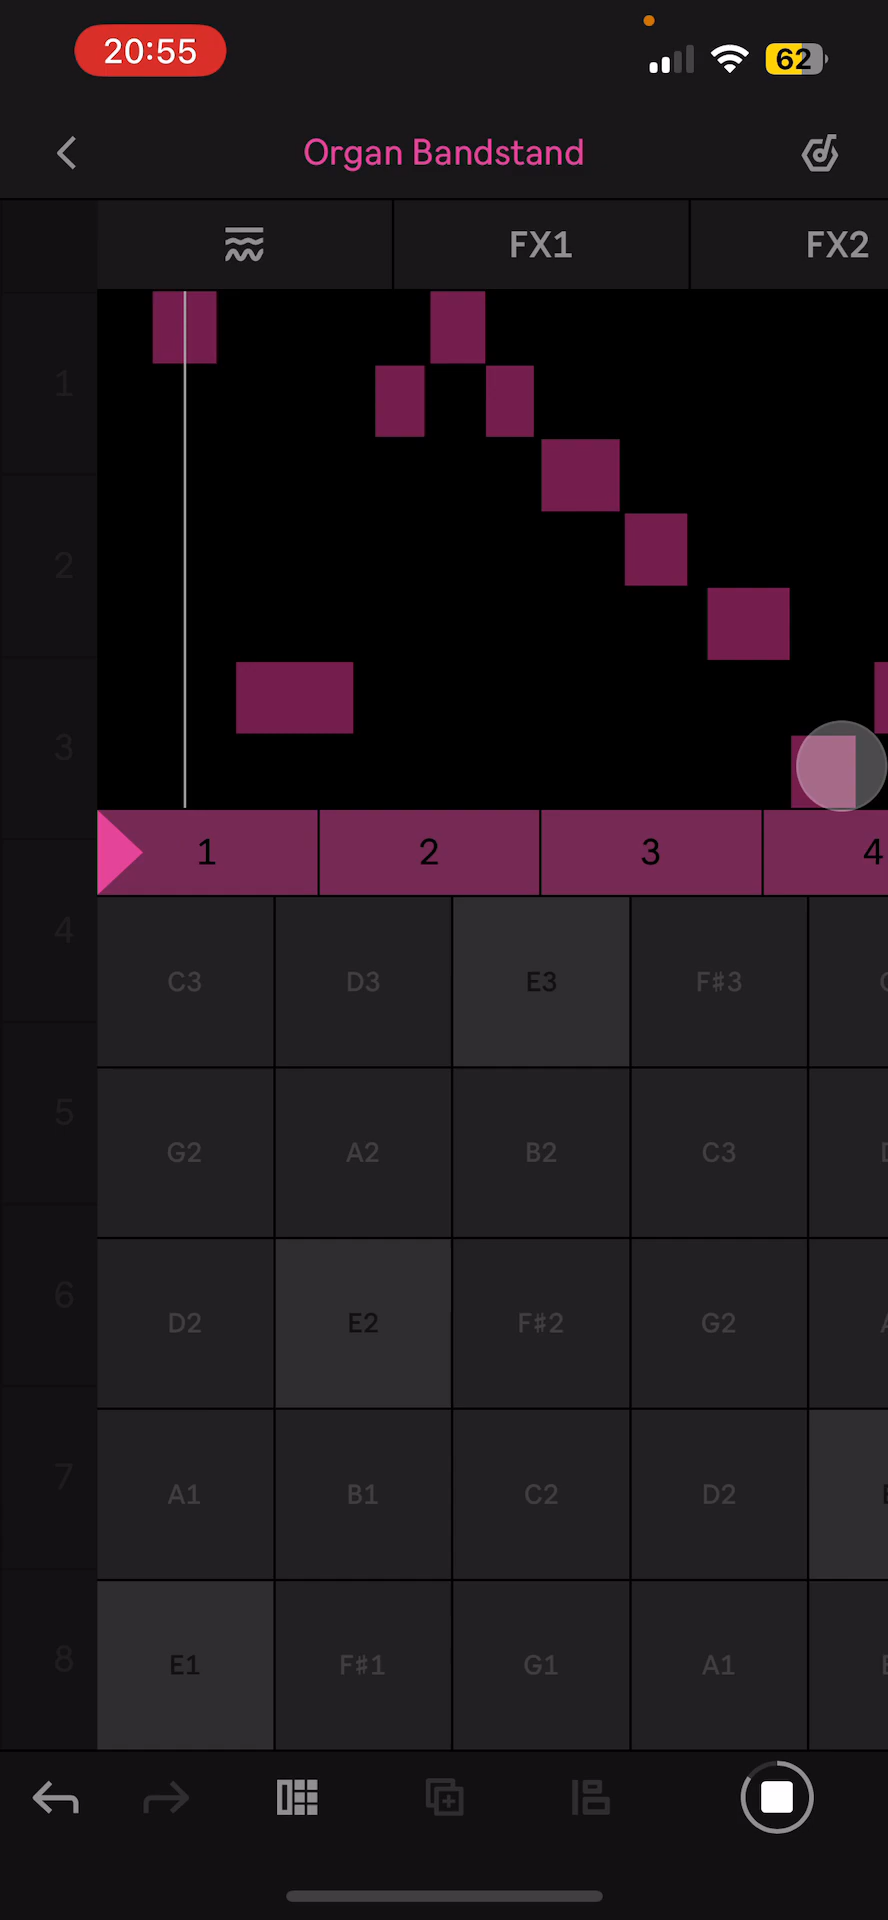 20:55
62
Organ Bandstand
FX1
FX2
1
2
3
4
5
6
7
8
1
2
3
4
C3
D3
E3
F♯3
G2
A2
B2
C3
D2
E2
F♯2
G2
A1
B1
C2
D2
E1
F♯1
G1
A1